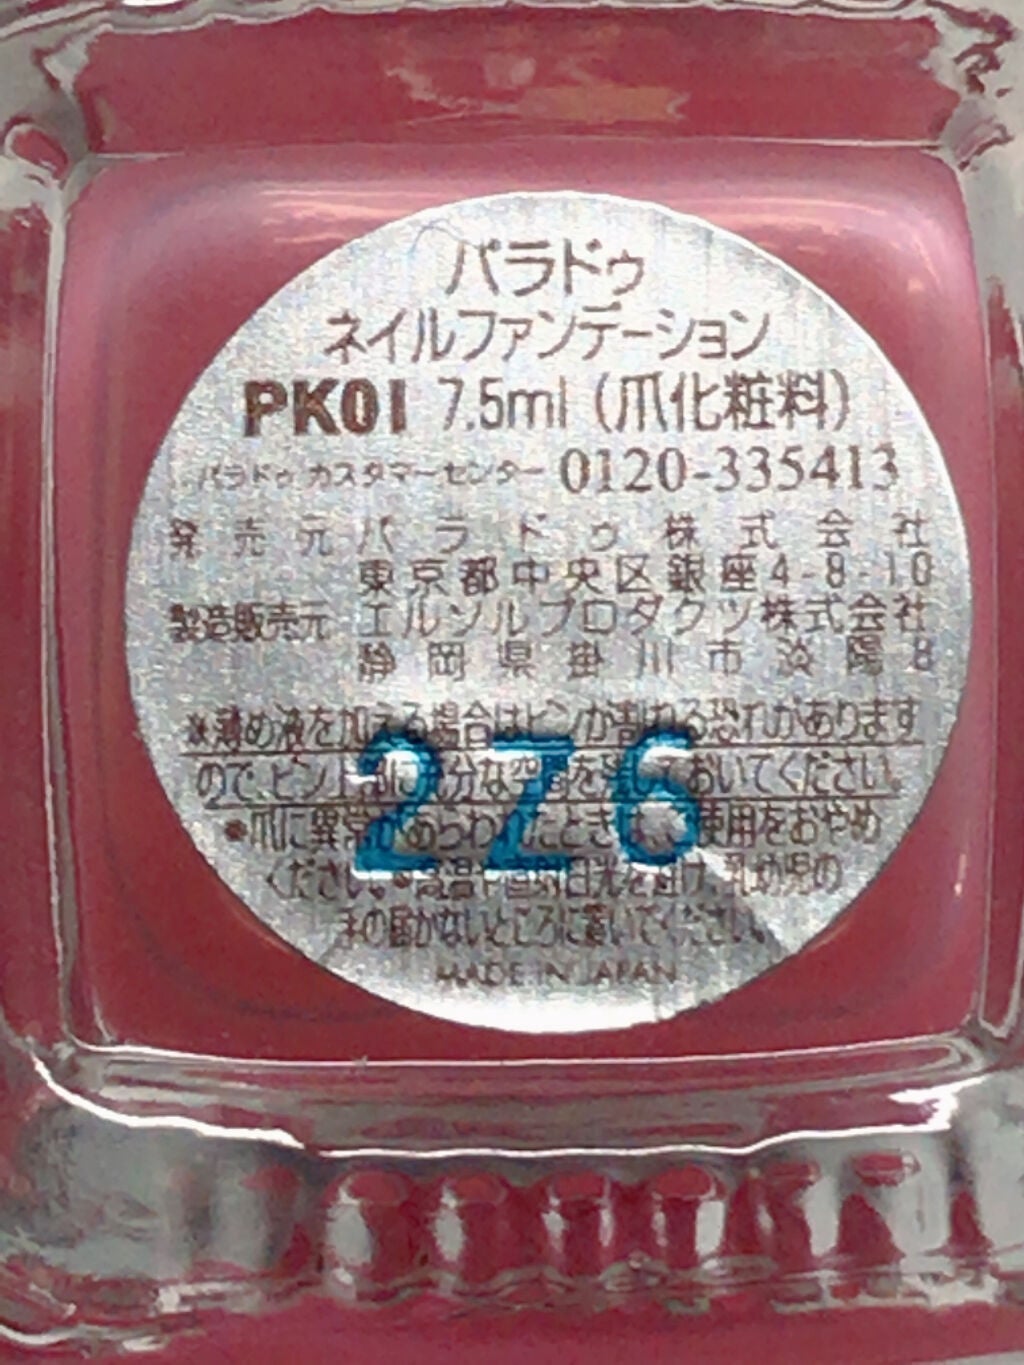 パラドゥ
ネイルファンデーション
PK01 7.5ml (爪化粧料)
パラドゥ カスタマーセンター 0120-335413
発売元 パラドゥ株式会社
東京都中央区銀座4-8-10
製造販売元 エルソルプロダクツ株式会社
静岡県掛川市淡陽8
※薄め液を加える場合はビンが割れる恐れがあります
ので、ビン上部に充分な空間を残しておいてください。
●爪に異常があらわれたときは、ご使用をおやめ
ください。●高温や直射日光を避け、乳幼児の
手の届かないところに置いてください。
MADE IN JAPAN
2Z6